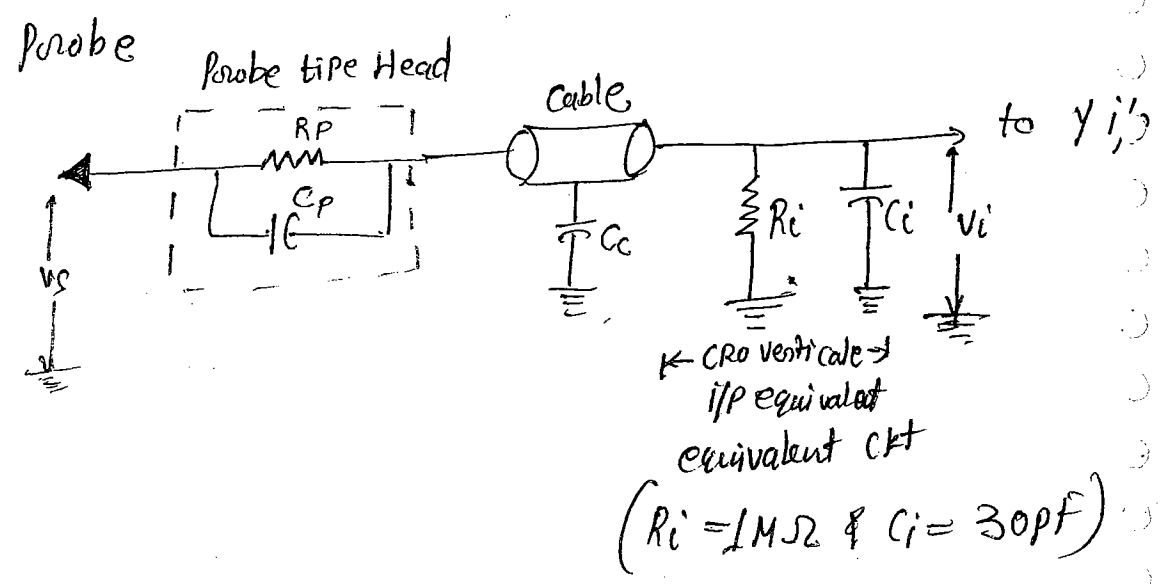 Probe
Probe tipe Head
Cable
to Y i/p
RP
Cp
Cc
Ri
Ci
Vi
vs
CRO verticale
i/p equivalent
equivalent ckt
(Ri = 1MΩ & Ci = 30pF)